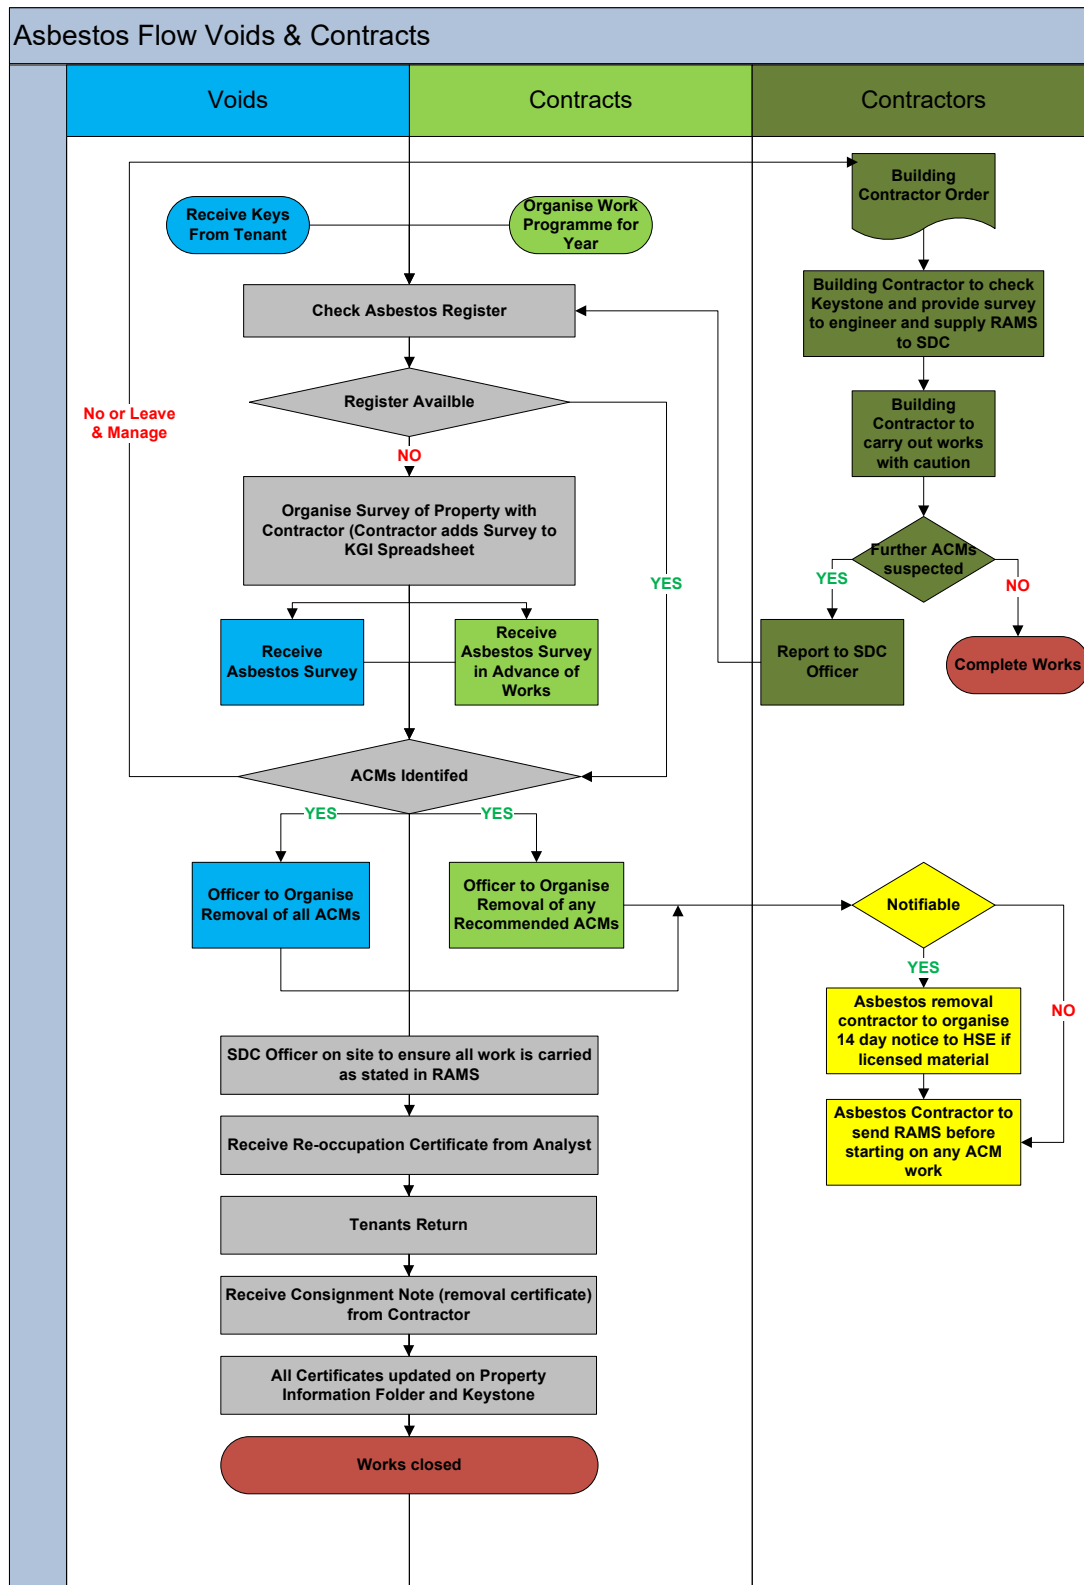 Asbestos Flow Voids & Contracts
Voids
Contracts
Contractors
Receive Keys
From Tenant
Organise Work
Programme for
Year
Building
Contractor Order
Check Asbestos Register
Building Contractor to check
Keystone and provide survey
to engineer and supply RAMS
to SDC
Register Availble
No or Leave
& Manage
NO
Building
Contractor to
carry out works
with caution
Organise Survey of Property with
Contractor (Contractor adds Survey to
KGI Spreadsheet
YES
Further ACMs
suspected
YES
NO
Receive
Asbestos Survey
Receive
Asbestos Survey
in Advance of
Works
Report to SDC
Officer
Complete Works
ACMs Identifed
YES
YES
Officer to Organise
Removal of all ACMs
Officer to Organise
Removal of any
Recommended ACMs
Notifiable
YES
NO
Asbestos removal
contractor to organise
14 day notice to HSE if
licensed material
SDC Officer on site to ensure all work is carried
as stated in RAMS
Asbestos Contractor to
send RAMS before
starting on any ACM
work
Receive Re-occupation Certificate from Analyst
Tenants Return
Receive Consignment Note (removal certificate)
from Contractor
All Certificates updated on Property
Information Folder and Keystone
Works closed